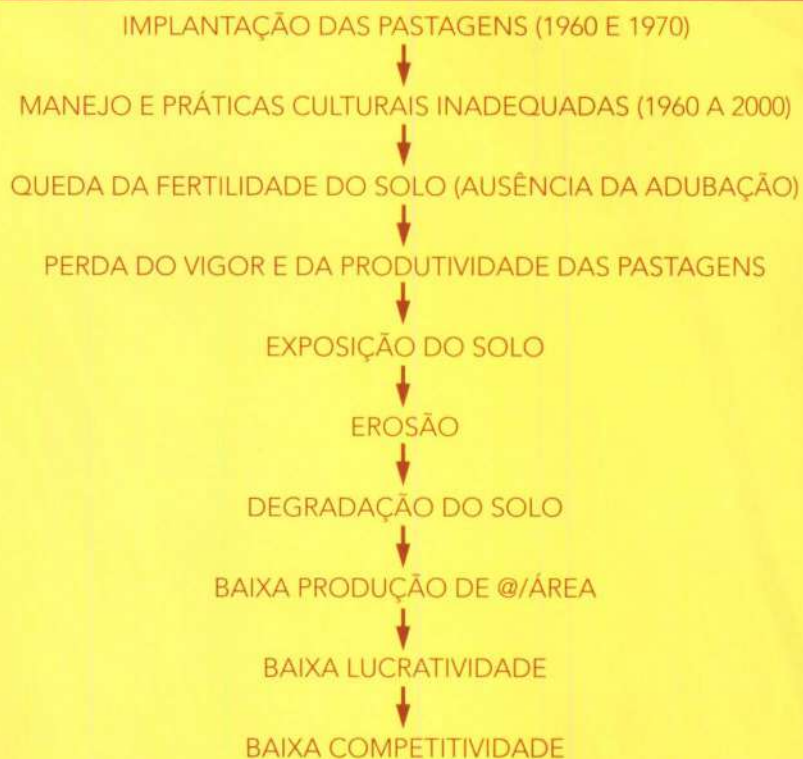 IMPLANTAÇÃO DAS PASTAGENS (1960 E 1970)
MANEJO E PRÁTICAS CULTURAIS INADEQUADAS (1960 A 2000)
QUEDA DA FERTILIDADE DO SOLO (AUSÊNCIA DA ADUBAÇÃO)
PERDA DO VIGOR E DA PRODUTIVIDADE DAS PASTAGENS
EXPOSIÇÃO DO SOLO
EROSÃO
DEGRADAÇÃO DO SOLO
BAIXA PRODUÇÃO DE @/ÁREA
BAIXA LUCRATIVIDADE
BAIXA COMPETITIVIDADE